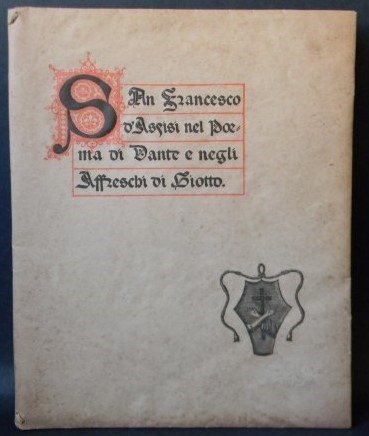 San Francesco
d'Assisi nel Poe-
ma di Dante e negli
Affreschi di Giotto.